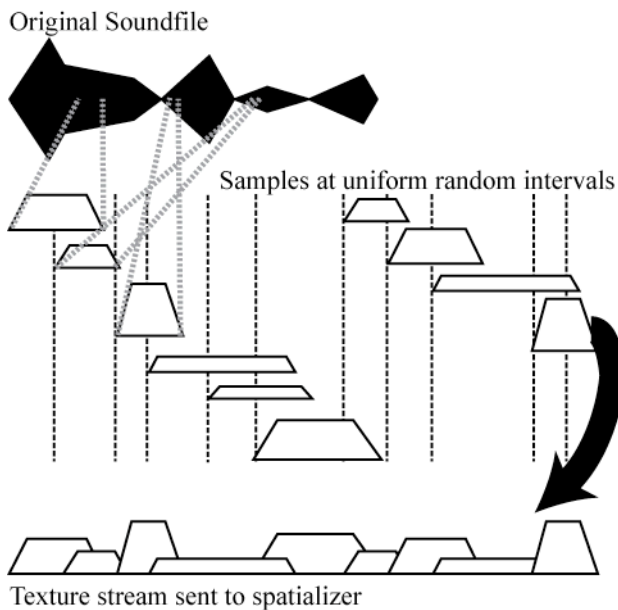 Original Soundfile
Samples at uniform random intervals
Texture stream sent to spatializer